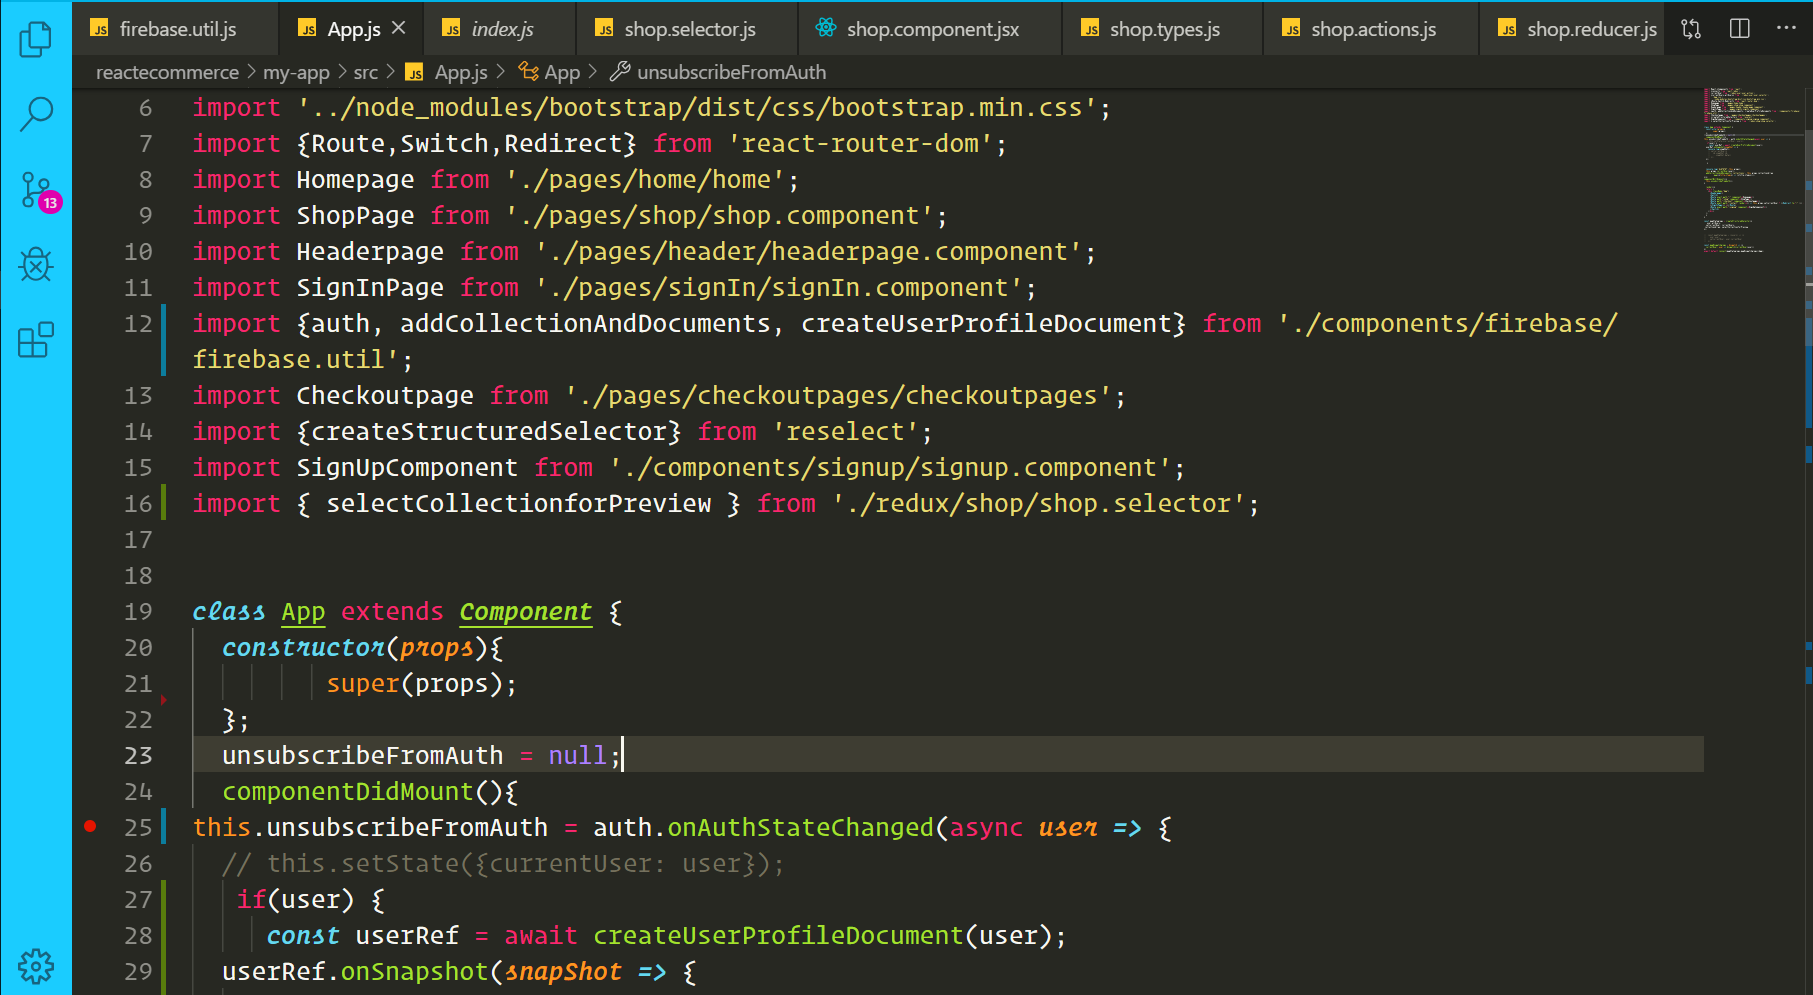 JS firebase.util.js JS App.js JS index.js JS shop.selector.js shop.component.jsx JS shop.types.js JS shop.actions.js JS shop.reducer.js
reactecommerce > my-app > src > JS App.js > App > unsubscribeFromAuth
13
6 import '../node_modules/bootstrap/dist/css/bootstrap.min.css';
7 import {Route,Switch,Redirect} from 'react-router-dom';
8 import Homepage from './pages/home/home';
9 import ShopPage from './pages/shop/shop.component';
10 import Headerpage from './pages/header/headerpage.component';
11 import SignInPage from './pages/signIn/signIn.component';
12 import {auth, addCollectionAndDocuments, createUserProfileDocument} from './components/firebase/
firebase.util';
13 import Checkoutpage from './pages/checkoutpages/checkoutpages';
14 import {createStructuredSelector} from 'reselect';
15 import SignUpComponent from './components/signup/signup.component';
16 import { selectCollectionforPreview } from './redux/shop/shop.selector';
17
18
19 class App extends Component {
20 constructor(props){
21 super(props);
22 };
23 unsubscribeFromAuth = null;
24 componentDidMount(){
25 this.unsubscribeFromAuth = auth.onAuthStateChanged(async user => {
26 // this.setState({currentUser: user});
27 if(user) {
28 const userRef = await createUserProfileDocument(user);
29 userRef.onSnapshot(snapShot => {